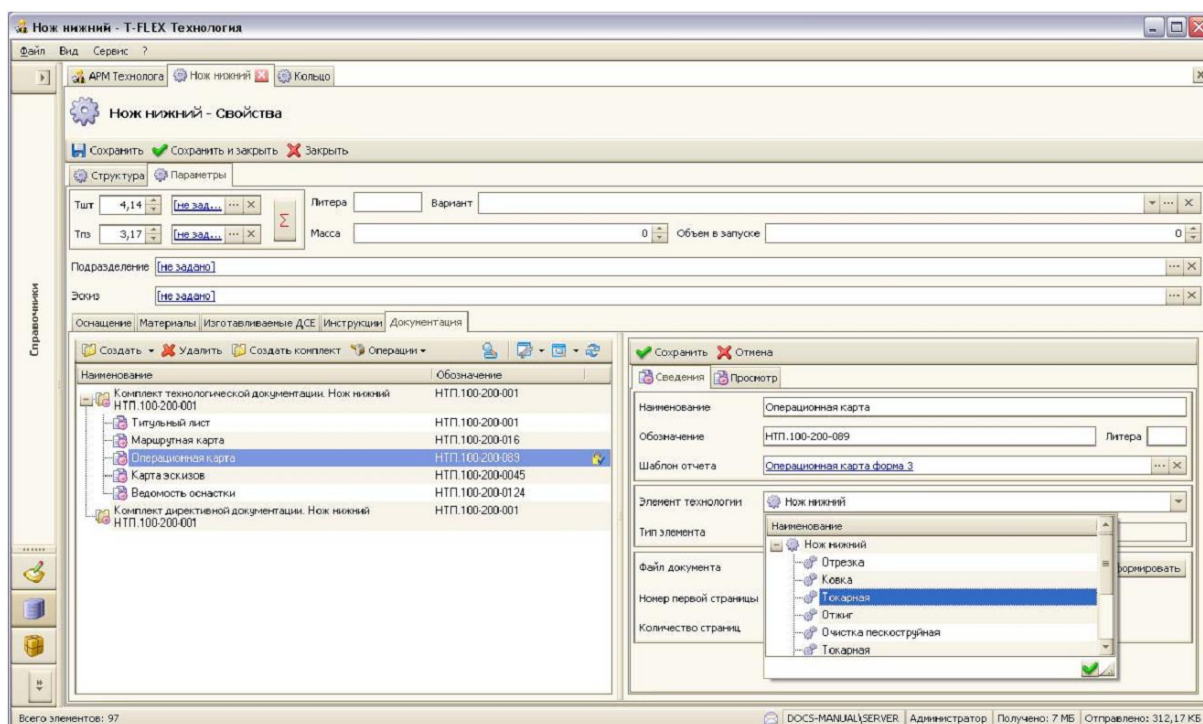 Нож нижний - T-FLEX Технология
Файл Вид Сервис ?
АРМ Технолога Нож нижний Кольцо
Нож нижний - Свойства
Сохранить Сохранить и закрыть Закрыть
Структура Параметры
Тшт 4,14 [не зад... Σ Литера Вариант
Тпз 3,17 [не зад... Масса 0 Объем в запуске 0
Подразделение [не задано]
Эскиз [не задано]
Справочники
Оснащение Материалы Изготавливаемые ДСЕ Инструкции Документация
Создать Удалить Создать комплект Операции
Наименование Обозначение
Комплект технологической документации. Нож нижний НТП.100-200-001
НТП.100-200-001
Титульный лист НТП.100-200-001
Маршрутная карта НТП.100-200-016
Операционная карта НТП.100-200-089
Карта эскизов НТП.100-200-0045
Ведомость оснастки НТП.100-200-0124
Комплект директивной документации. Нож нижний НТП.100-200-001
НТП.100-200-001
Сохранить Отмена
Сведения Просмотр
Наименование Операционная карта
Обозначение НТП.100-200-089 Литера
Шаблон отчета Операционная карта форма 3
Элемент технологии Нож нижний
Тип элемента
Файл документа формировать
Номер первой страницы
Количество страниц
Наименование
Нож нижний
Отрезка
Ковка
Токарная
Отжиг
Очистка пескоструйная
Токарная
Всего элементов: 97 DOCS-MANUAL\SERVER Администратор Получено: 7 МБ Отправлено: 312,17 КБ